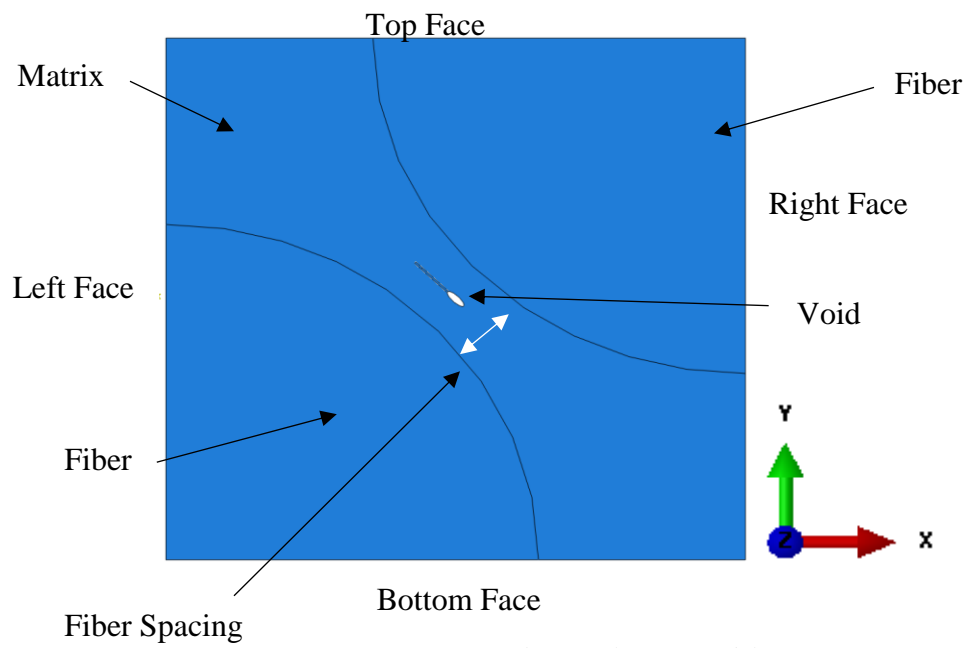 Top Face
Matrix
Fiber
Right Face
Left Face
Void
Fiber
Y
Z
X
Bottom Face
Fiber Spacing